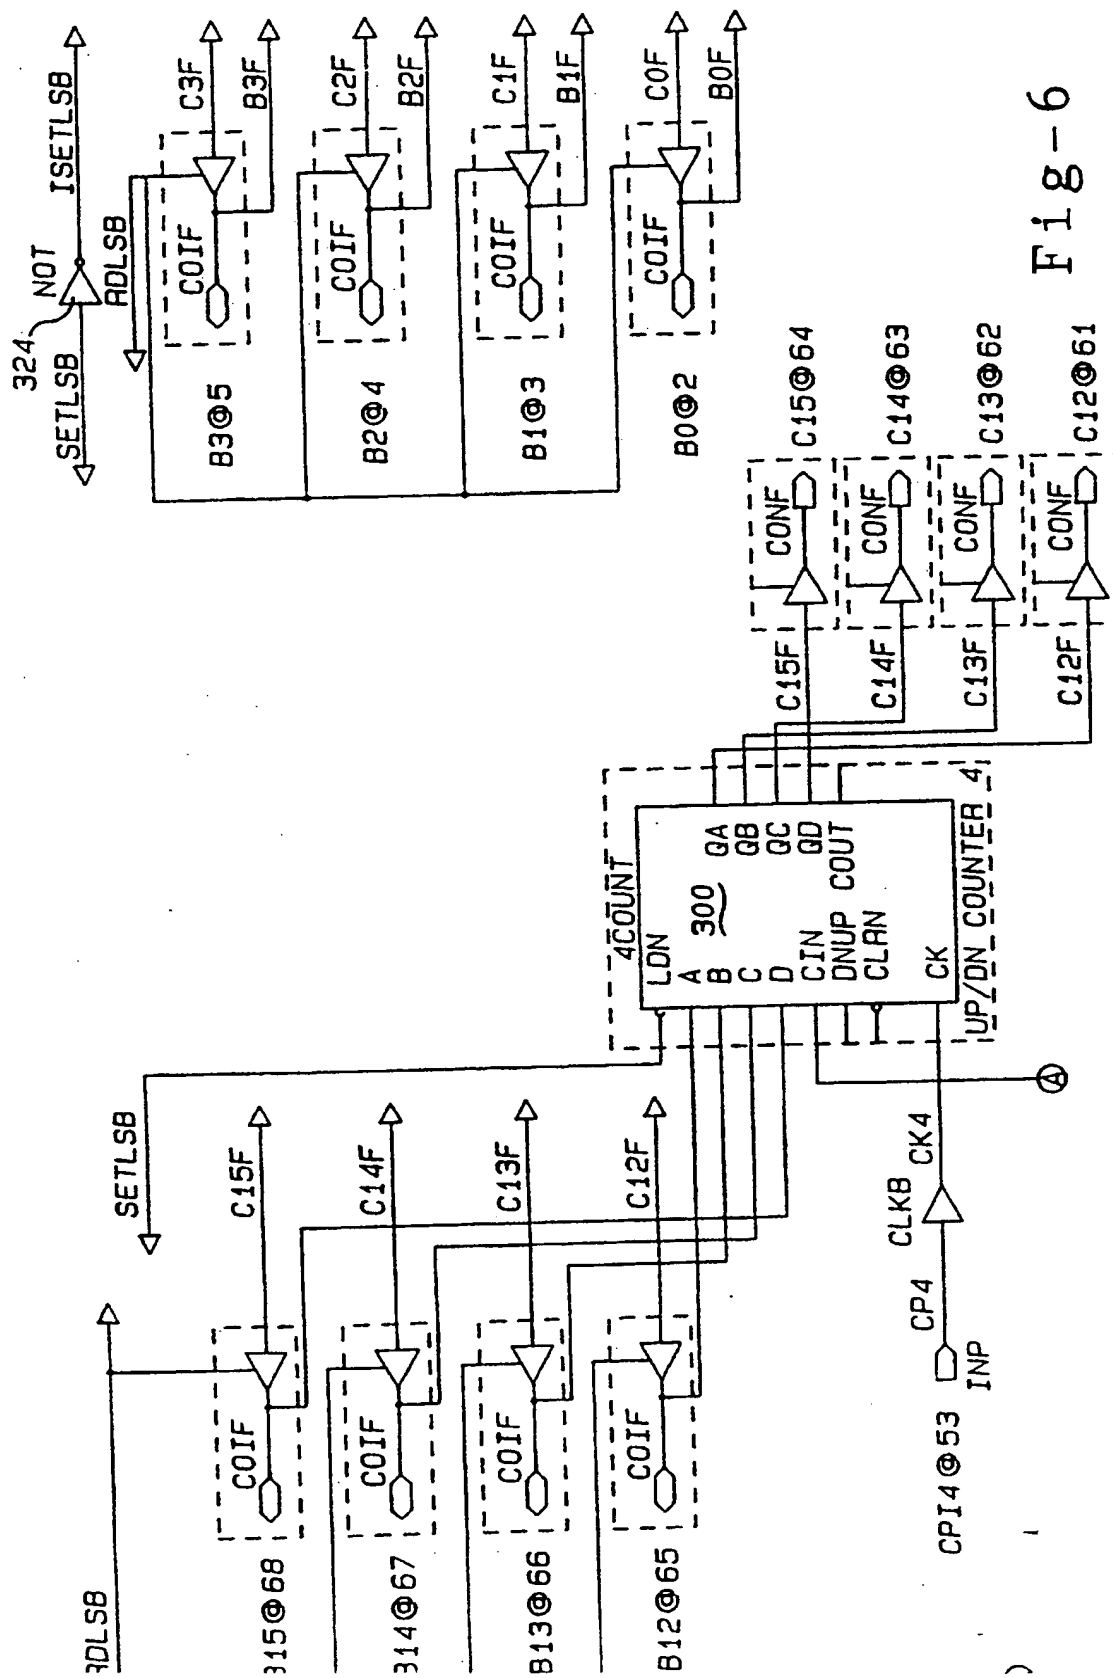 RDLSB
SETLSB
B15@68
COIF
C15F
B14@67
COIF
C14F
B13@66
COIF
C13F
B12@65
COIF
C12F
CPI4@53
INP
CP4
CLKB
CK4
A
4COUNT
LDN
A
B
C
D
CIN
DNUP
CLRN
CK
300
QA
QB
QC
QD
COUT
UP/DN COUNTER 4
C15F
CONF
C15@64
C14F
CONF
C14@63
C13F
CONF
C13@62
C12F
CONF
C12@61
324
SETLSB
NOT
ISETLSB
RDLSB
B3@5
COIF
C3F
B3F
B2@4
COIF
C2F
B2F
B1@3
COIF
C1F
B1F
B0@2
COIF
C0F
B0F
Fig-6